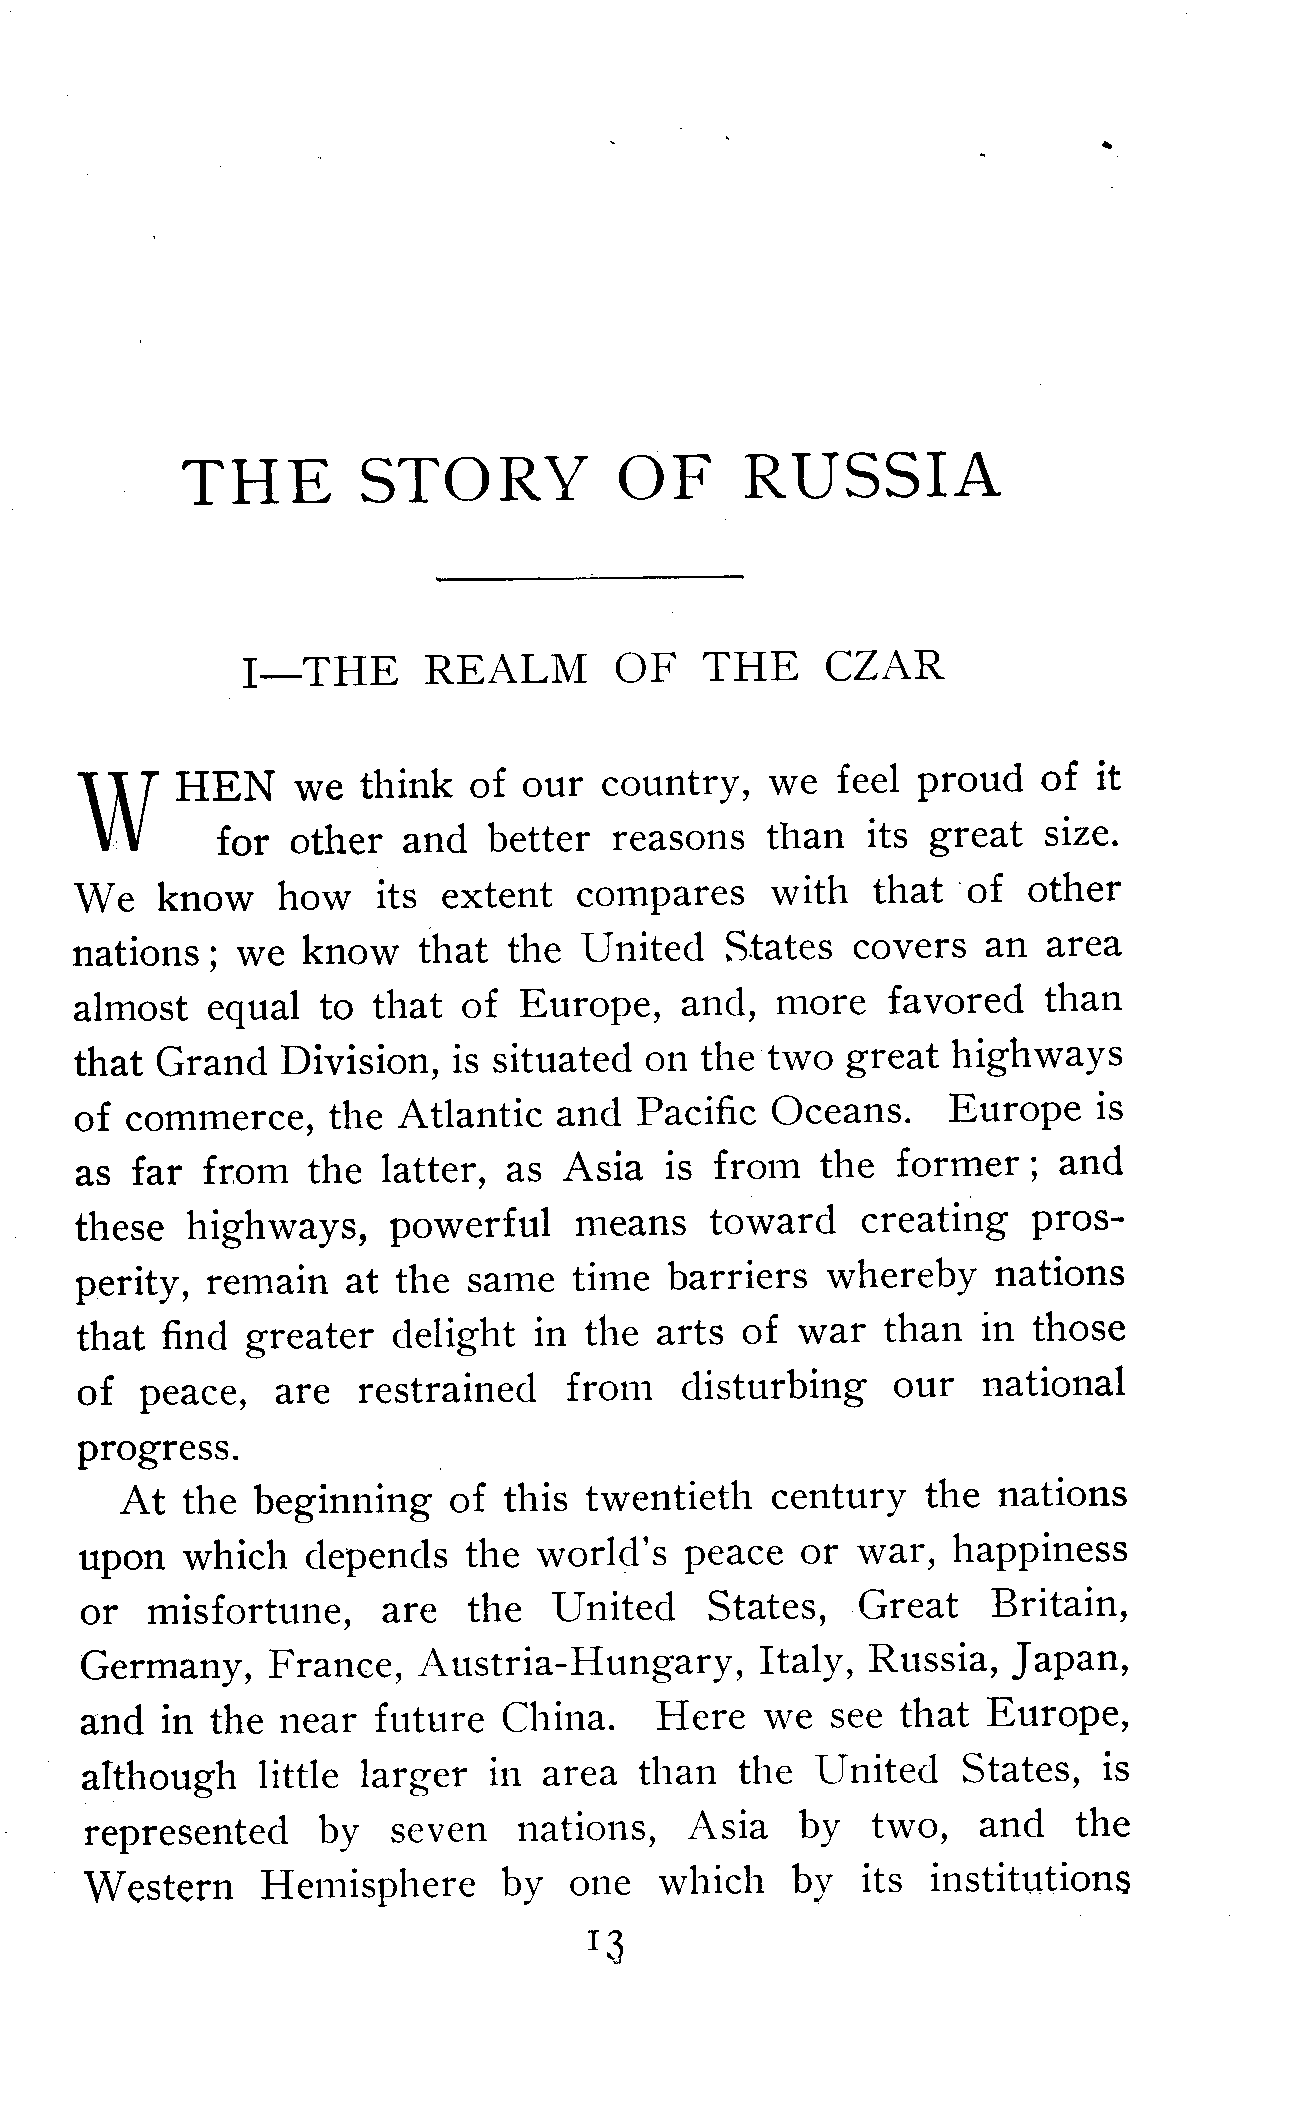 THE STORY OF RUSSIA
I—THE REALM OF THE CZAR
WHEN we think of our country, we feel proud of it
for other and better reasons than its great size.
We know how its extent compares with that of other
nations; we know that the United States covers an area
almost equal to that of Europe, and, more favored than
that Grand Division, is situated on the two great highways
of commerce, the Atlantic and Pacific Oceans. Europe is
as far from the latter, as Asia is from the former; and
these highways, powerful means toward creating pros-
perity, remain at the same time barriers whereby nations
that find greater delight in the arts of war than in those
of peace, are restrained from disturbing our national
progress.
At the beginning of this twentieth century the nations
upon which depends the world's peace or war, happiness
or misfortune, are the United States, Great Britain,
Germany, France, Austria-Hungary, Italy, Russia, Japan,
and in the near future China. Here we see that Europe,
although little larger in area than the United States, is
represented by seven nations, Asia by two, and the
Western Hemisphere by one which by its institutions
13